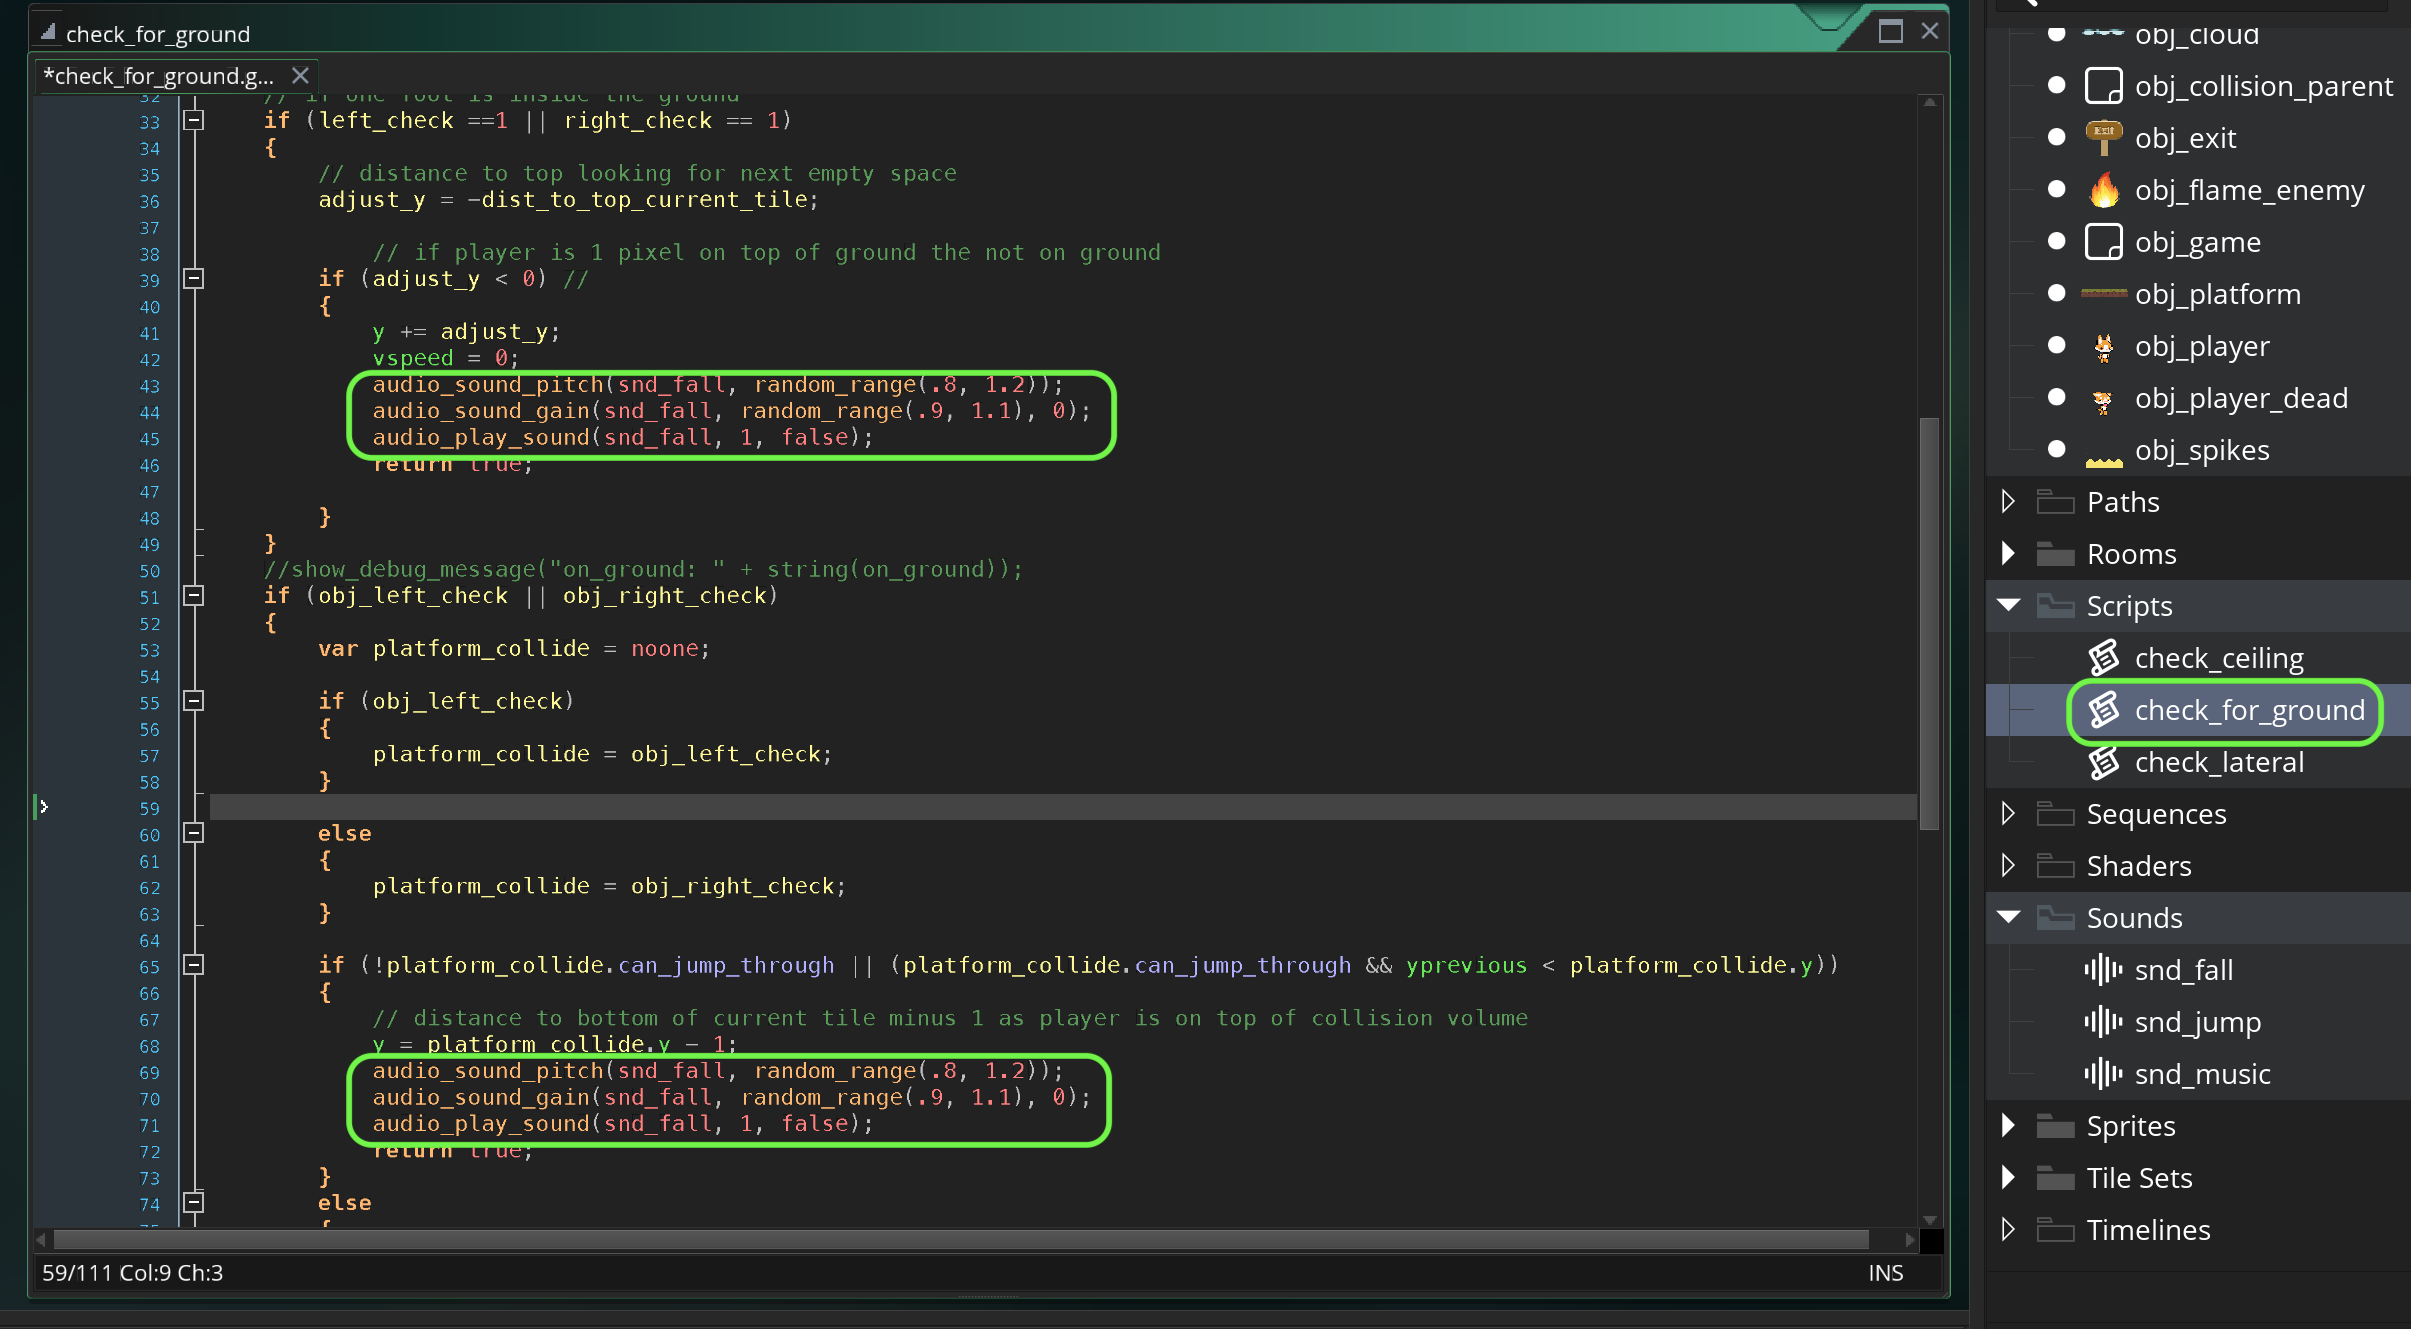 check_for_ground
*check_for_ground.g...
32 // if one foot is inside the ground
33 if (left_check ==1 || right_check == 1)
34 {
35 // distance to top looking for next empty space
36 adjust_y = -dist_to_top_current_tile;
37
38 // if player is 1 pixel on top of ground the not on ground
39 if (adjust_y < 0) //
40 {
41 y += adjust_y;
42 vspeed = 0;
43 audio_sound_pitch(snd_fall, random_range(.8, 1.2));
44 audio_sound_gain(snd_fall, random_range(.9, 1.1), 0);
45 audio_play_sound(snd_fall, 1, false);
46 return true;
47
48 }
49 }
50 //show_debug_message("on_ground: " + string(on_ground));
51 if (obj_left_check || obj_right_check)
52 {
53 var platform_collide = noone;
54
55 if (obj_left_check)
56 {
57 platform_collide = obj_left_check;
58 }
59
60 else
61 {
62 platform_collide = obj_right_check;
63 }
64
65 if (!platform_collide.can_jump_through || (platform_collide.can_jump_through && yprevious < platform_collide.y))
66 {
67 // distance to bottom of current tile minus 1 as player is on top of collision volume
68 y = platform_collide.y - 1;
69 audio_sound_pitch(snd_fall, random_range(.8, 1.2));
70 audio_sound_gain(snd_fall, random_range(.9, 1.1), 0);
71 audio_play_sound(snd_fall, 1, false);
72 return true;
73 }
74 else
{
59/111 Col:9 Ch:3
INS
obj_cloud
obj_collision_parent
Exit
obj_exit
obj_flame_enemy
obj_game
obj_platform
obj_player
obj_player_dead
obj_spikes
Paths
Rooms
Scripts
check_ceiling
check_for_ground
check_lateral
Sequences
Shaders
Sounds
snd_fall
snd_jump
snd_music
Sprites
Tile Sets
Timelines